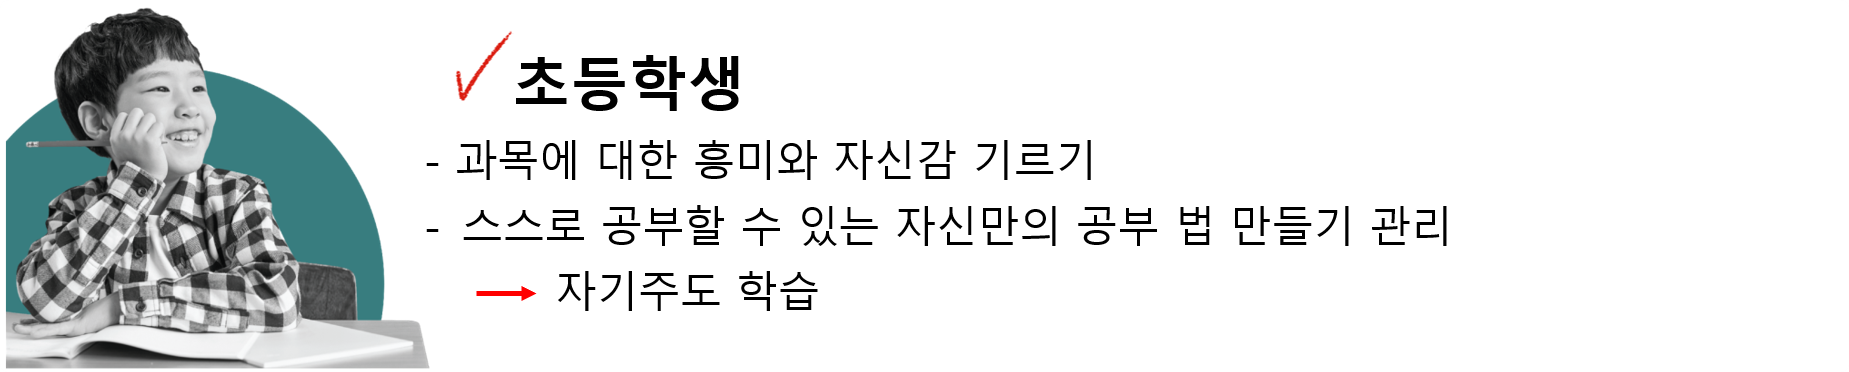 초등학생
- 과목에 대한 흥미와 자신감 기르기
- 스스로 공부할 수 있는 자신만의 공부 법 만들기 관리
자기주도 학습